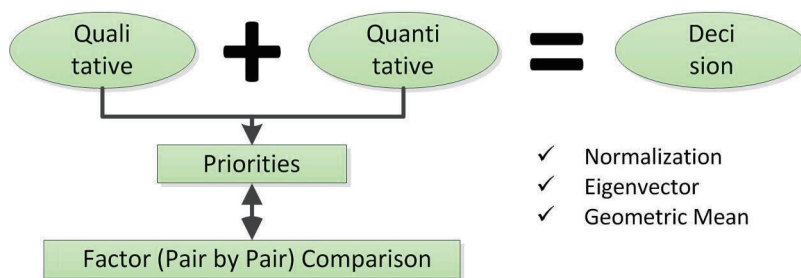 Quali
tative
+
Quanti
tative
=
Deci
sion
Priorities
Factor (Pair by Pair) Comparison
✓ Normalization
✓ Eigenvector
✓ Geometric Mean